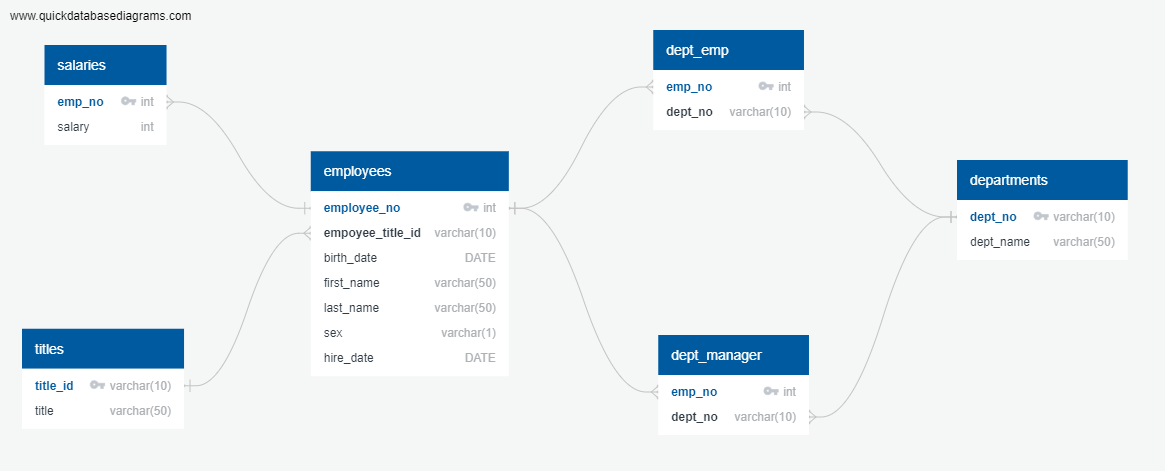 www.quickdatabasediagrams.com
salaries
emp_no int
salary int
employees
employee_no int
empoyee_title_id varchar(10)
birth_date DATE
first_name varchar(50)
last_name varchar(50)
sex varchar(1)
hire_date DATE
titles
title_id varchar(10)
title varchar(50)
dept_emp
emp_no int
dept_no varchar(10)
dept_manager
emp_no int
dept_no varchar(10)
departments
dept_no varchar(10)
dept_name varchar(50)